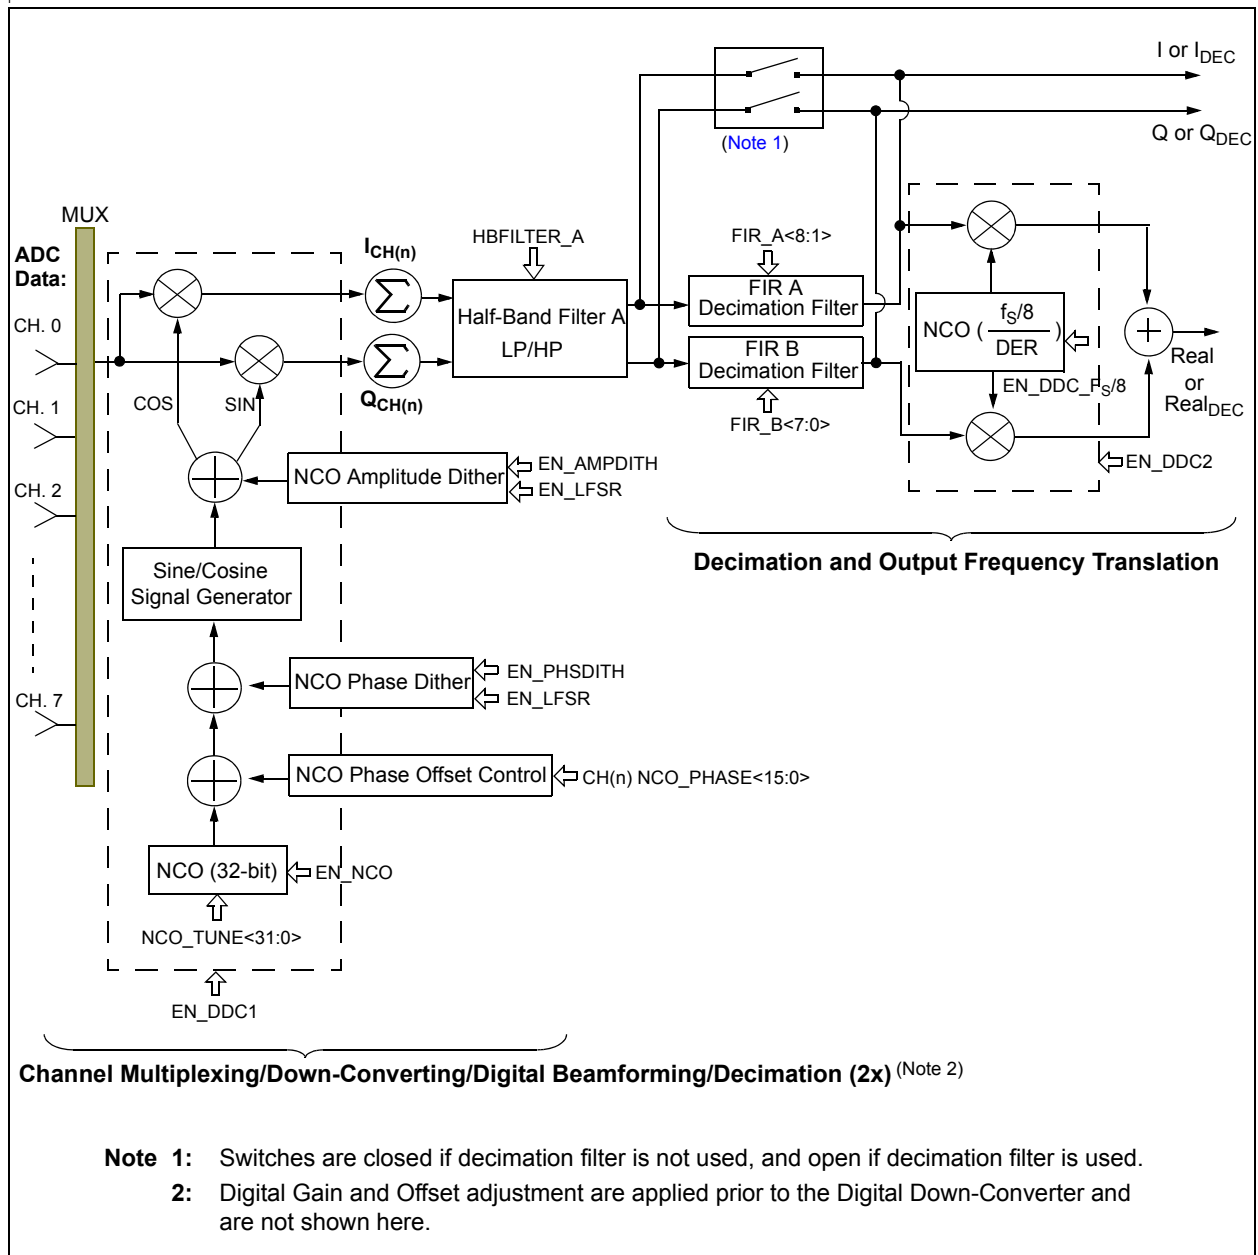 I or I_DEC
Q or Q_DEC
(Note 1)
MUX
ADC
Data:
CH. 0
CH. 1
CH. 2
CH. 7
I_CH(n)
Σ
Σ
Q_CH(n)
COS
SIN
HBFILTER_A
Half-Band Filter A
LP/HP
FIR_A<8:1>
FIR A
Decimation Filter
FIR B
Decimation Filter
FIR_B<7:0>
NCO ( f_S/8 / DER )
EN_DDC_F_S/8
EN_DDC2
Real
or
Real_DEC
NCO Amplitude Dither
EN_AMPDITH
EN_LFSR
Decimation and Output Frequency Translation
Sine/Cosine
Signal Generator
NCO Phase Dither
EN_PHSDITH
EN_LFSR
NCO Phase Offset Control
CH(n) NCO_PHASE<15:0>
NCO (32-bit)
EN_NCO
NCO_TUNE<31:0>
EN_DDC1
Channel Multiplexing/Down-Converting/Digital Beamforming/Decimation (2x) (Note 2)
Note 1: Switches are closed if decimation filter is not used, and open if decimation filter is used.
2: Digital Gain and Offset adjustment are applied prior to the Digital Down-Converter and
are not shown here.